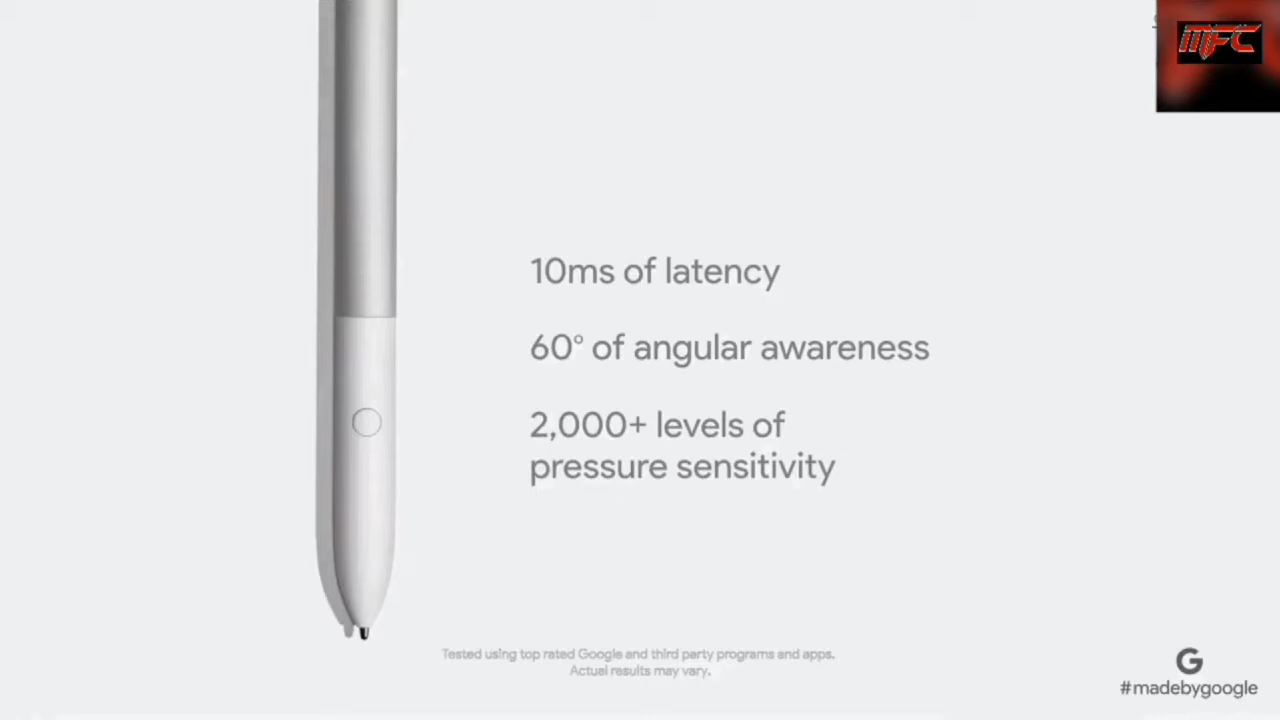 MFC
10ms of latency
60° of angular awareness
2,000+ levels of
pressure sensitivity
Tested using top rated Google and third party programs and apps.
Actual results may vary.
G
#madebygoogle